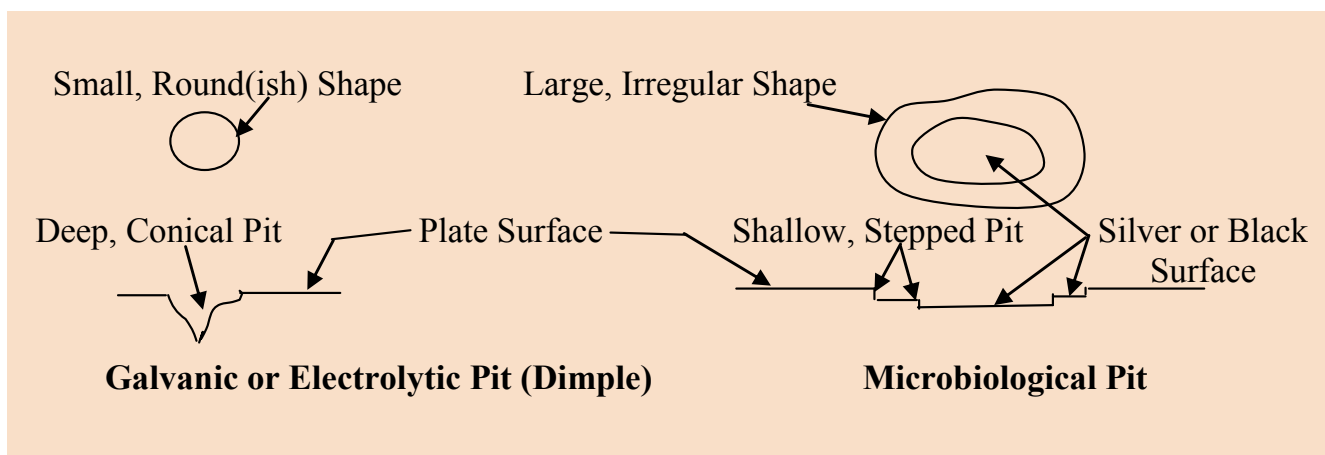 Small, Round(ish) Shape
Large, Irregular Shape
Deep, Conical Pit
Plate Surface
Shallow, Stepped Pit
Silver or Black
Surface
Galvanic or Electrolytic Pit (Dimple)
Microbiological Pit